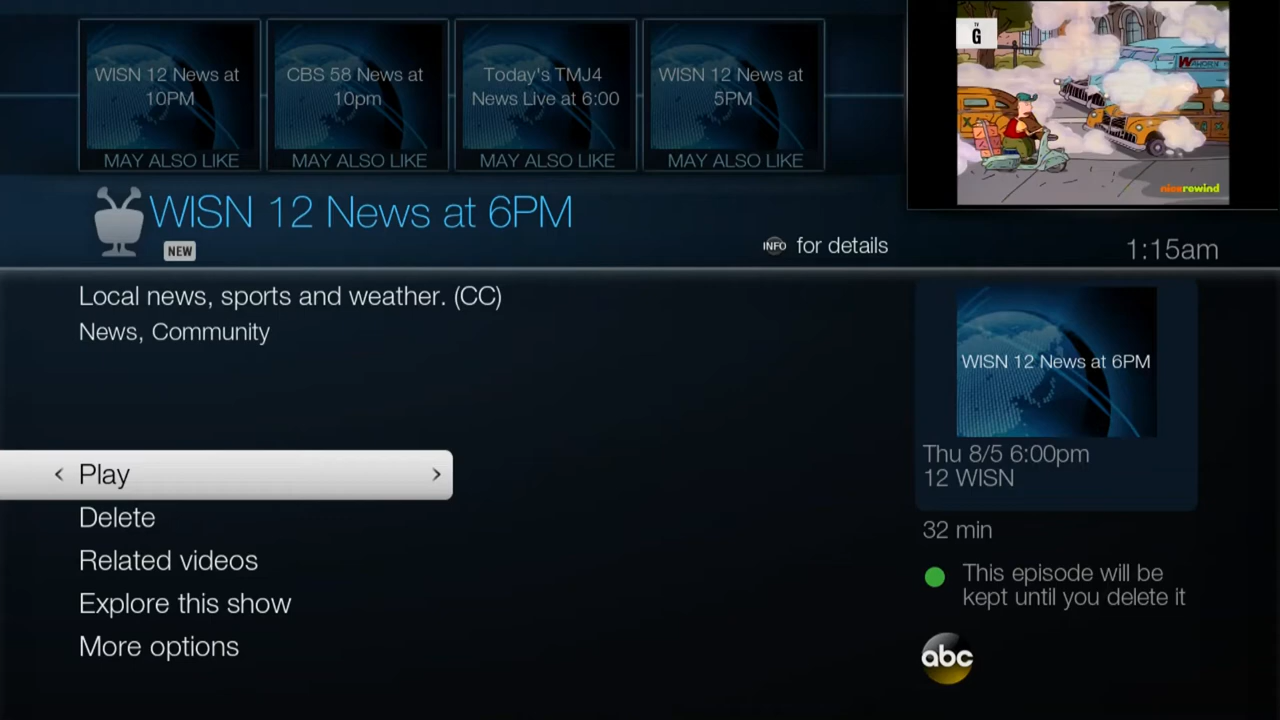 WISN 12 News at
10PM
MAY ALSO LIKE
CBS 58 News at
10pm
MAY ALSO LIKE
Today's TMJ4
News Live at 6:00
MAY ALSO LIKE
WISN 12 News at
5PM
MAY ALSO LIKE
TV
G
nickrewind
WISN 12 News at 6PM
NEW
INFO for details
1:15am
Local news, sports and weather. (CC)
News, Community
Play
Delete
Related videos
Explore this show
More options
WISN 12 News at 6PM
Thu 8/5 6:00pm
12 WISN
32 min
This episode will be
kept until you delete it
abc